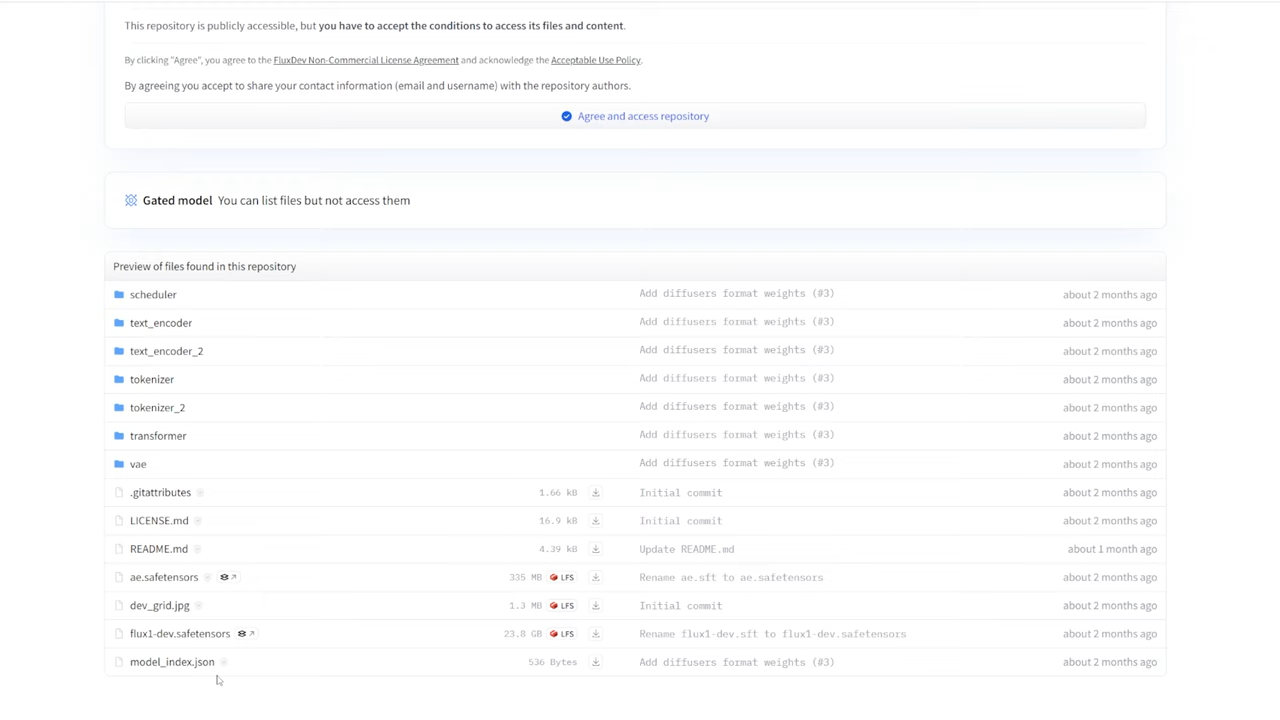 This repository is publicly accessible, but you have to accept the conditions to access its files and content.
By clicking "Agree", you agree to the FluxDev Non-Commercial License Agreement and acknowledge the Acceptable Use Policy.
By agreeing you accept to share your contact information (email and username) with the repository authors.
Agree and access repository
Gated model You can list files but not access them
Preview of files found in this repository
scheduler Add diffusers format weights (#3) about 2 months ago
text_encoder Add diffusers format weights (#3) about 2 months ago
text_encoder_2 Add diffusers format weights (#3) about 2 months ago
tokenizer Add diffusers format weights (#3) about 2 months ago
tokenizer_2 Add diffusers format weights (#3) about 2 months ago
transformer Add diffusers format weights (#3) about 2 months ago
vae Add diffusers format weights (#3) about 2 months ago
.gitattributes 1.66 kB Initial commit about 2 months ago
LICENSE.md 16.9 kB Initial commit about 2 months ago
README.md 4.39 kB Update README.md about 1 month ago
ae.safetensors 335 MB LFS Rename ae.sft to ae.safetensors about 2 months ago
dev_grid.jpg 1.3 MB LFS Initial commit about 2 months ago
flux1-dev.safetensors 23.8 GB LFS Rename flux1-dev.sft to flux1-dev.safetensors about 2 months ago
model_index.json 536 Bytes Add diffusers format weights (#3) about 2 months ago